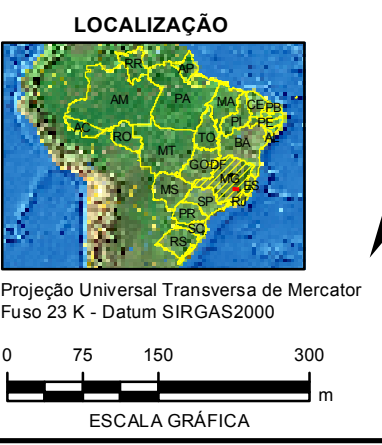 LOCALIZAÇÃO
RR AP
AM PA MA CE PB
PI PE
AC RO TO AL
MT BA
GO DF
MG ES
MS SP RJ
PR
SC
RS
Projeção Universal Transversa de Mercator
Fuso 23 K - Datum SIRGAS2000
0 75 150 300
m
ESCALA GRÁFICA